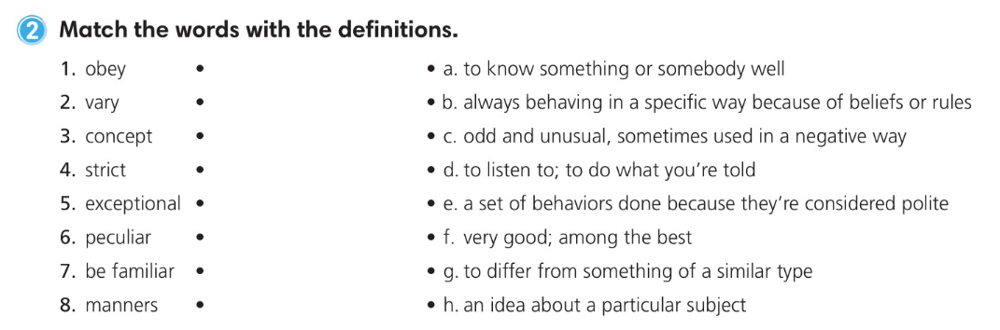 2 Match the words with the definitions.
1. obey • • a. to know something or somebody well
2. vary • • b. always behaving in a specific way because of beliefs or rules
3. concept • • c. odd and unusual, sometimes used in a negative way
4. strict • • d. to listen to; to do what you're told
5. exceptional • • e. a set of behaviors done because they're considered polite
6. peculiar • • f. very good; among the best
7. be familiar • • g. to differ from something of a similar type
8. manners • • h. an idea about a particular subject